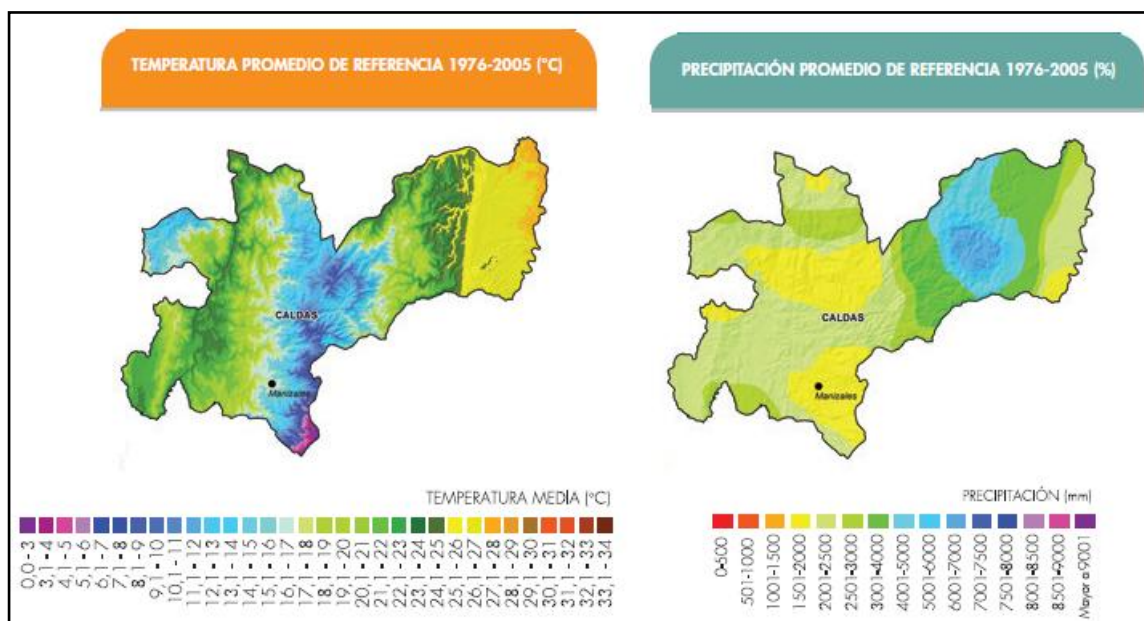 TEMPERATURA PROMEDIO DE REFERENCIA 1976-2005 (°C)
CALDAS
Manizales
TEMPERATURA MEDIA (°C)
0,0 - 3
3,1 - 4
4,1 - 5
5,1 - 6
6,1 - 7
7,1 - 8
8,1 - 9
9,1 - 10
10,1 - 11
11,1 - 12
12,1 - 13
13,1 - 14
14,1 - 15
15,1 - 16
16,1 - 17
17,1 - 18
18,1 - 19
19,1 - 20
20,1 - 21
21,1 - 22
22,1 - 23
23,1 - 24
24,1 - 25
25,1 - 26
26,1 - 27
27,1 - 28
28,1 - 29
29,1 - 30
30,1 - 31
31,1 - 32
32,1 - 33
33,1 - 34
PRECIPITACIÓN PROMEDIO DE REFERENCIA 1976-2005 (%)
CALDAS
Manizales
PRECIPITACIÓN (mm)
0-500
501-1000
1001-1500
1501-2000
2001-2500
2501-3000
3001-4000
4001-5000
5001-6000
6001-7000
7001-7500
7501-8000
8001-8500
8501-9000
Mayor a 9001